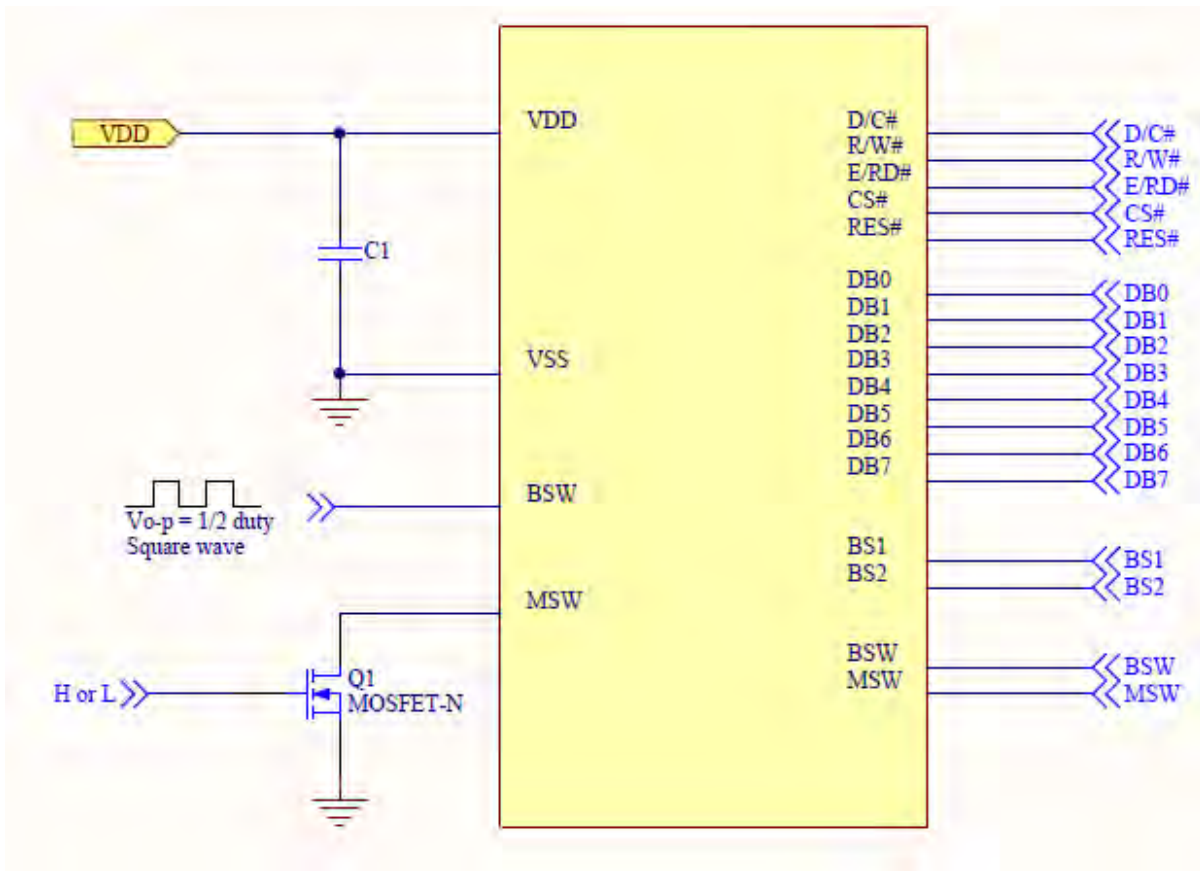 VDD
VDD
C1
VSS
BSW
Vo-p = 1/2 duty
Square wave
MSW
H or L
Q1
MOSFET-N
D/C#
R/W#
E/RD#
CS#
RES#
DB0
DB1
DB2
DB3
DB4
DB5
DB6
DB7
BS1
BS2
BSW
MSW
D/C#
R/W#
E/RD#
CS#
RES#
DB0
DB1
DB2
DB3
DB4
DB5
DB6
DB7
BS1
BS2
BSW
MSW